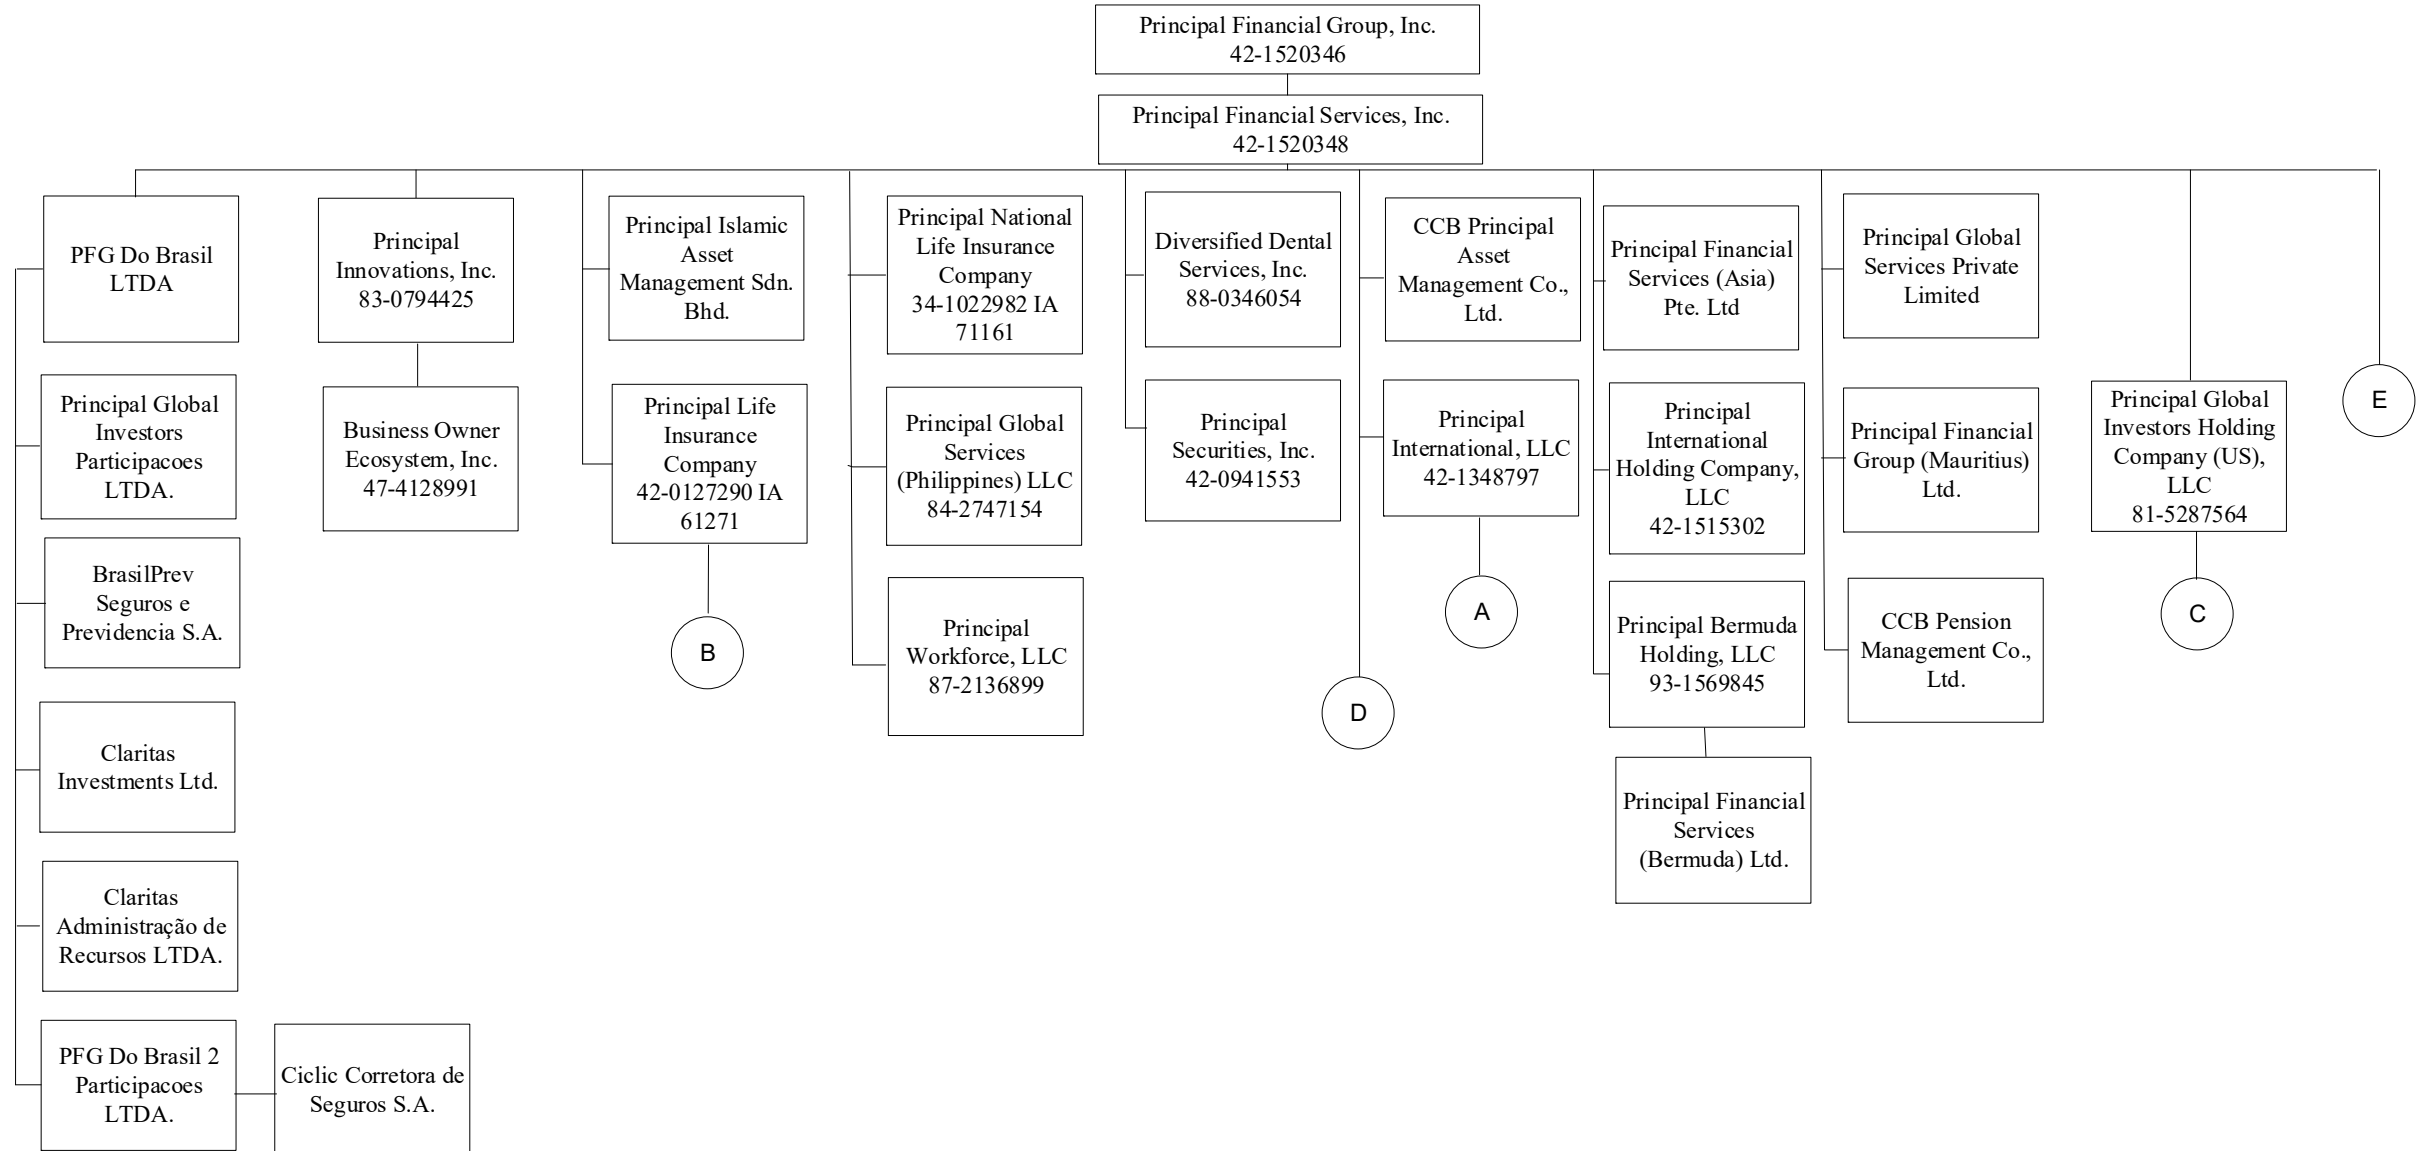 Principal Financial Group, Inc.
42-1520346
Principal Financial Services, Inc.
42-1520348
PFG Do Brasil
LTDA
Principal Global
Investors
Participacoes
LTDA.
BrasilPrev
Seguros e
Previdencia S.A.
Claritas
Investments Ltd.
Claritas
Administração de
Recursos LTDA.
PFG Do Brasil 2
Participacoes
LTDA.
Ciclic Corretora de
Seguros S.A.
Principal
Innovations, Inc.
83-0794425
Business Owner
Ecosystem, Inc.
47-4128991
Principal Islamic
Asset
Management Sdn.
Bhd.
Principal Life
Insurance
Company
42-0127290 IA
61271
B
Principal National
Life Insurance
Company
34-1022982 IA
71161
Principal Global
Services
(Philippines) LLC
84-2747154
Principal
Workforce, LLC
87-2136899
Diversified Dental
Services, Inc.
88-0346054
Principal
Securities, Inc.
42-0941553
CCB Principal
Asset
Management Co.,
Ltd.
Principal
International, LLC
42-1348797
A
D
Principal Financial
Services (Asia)
Pte. Ltd
Principal
International
Holding Company,
LLC
42-1515302
Principal Bermuda
Holding, LLC
93-1569845
Principal Financial
Services
(Bermuda) Ltd.
Principal Global
Services Private
Limited
Principal Financial
Group (Mauritius)
Ltd.
CCB Pension
Management Co.,
Ltd.
Principal Global
Investors Holding
Company (US),
LLC
81-5287564
C
E